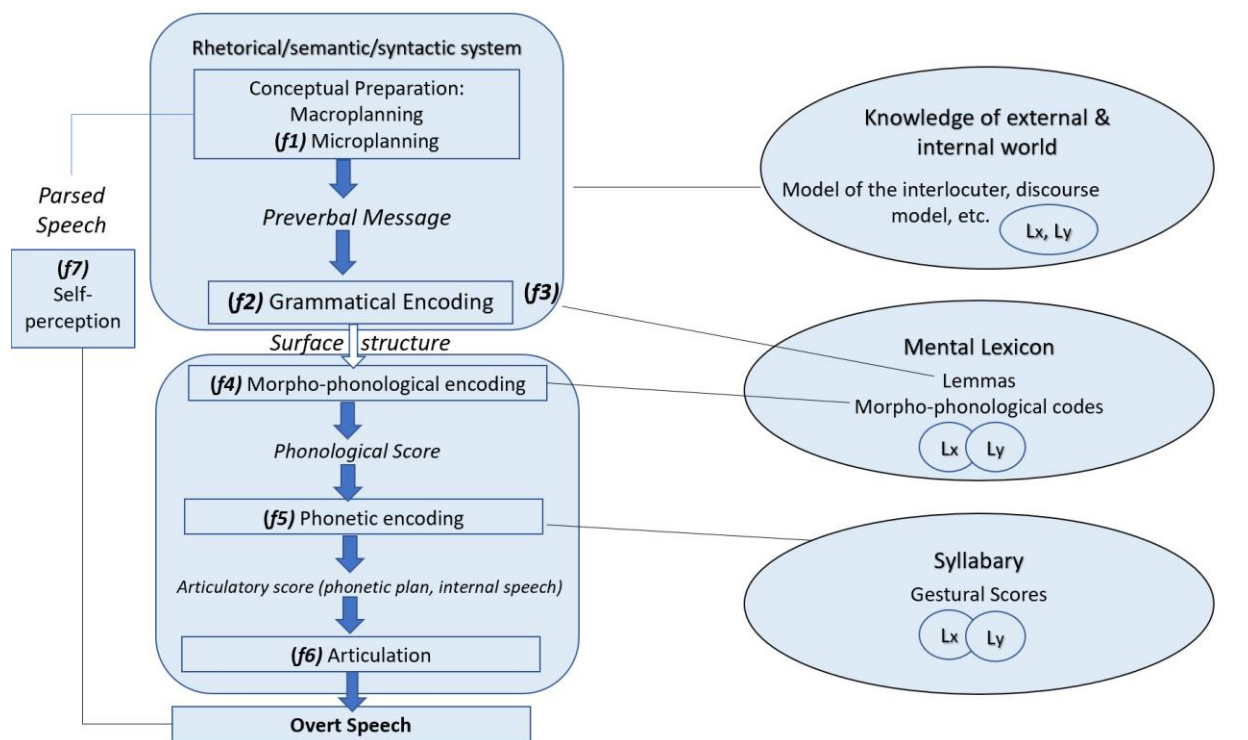 Rhetorical/semantic/syntactic system
Conceptual Preparation:
Macroplanning
(f1) Microplanning
Preverbal Message
(f2) Grammatical Encoding
(f3)
Surface structure
(f4) Morpho-phonological encoding
Phonological Score
(f5) Phonetic encoding
Articulatory score (phonetic plan, internal speech)
(f6) Articulation
Overt Speech
Parsed
Speech
(f7)
Self-
perception
Knowledge of external &
internal world
Model of the interlocuter, discourse
model, etc.
Lx, Ly
Mental Lexicon
Lemmas
Morpho-phonological codes
Lx Ly
Syllabary
Gestural Scores
Lx Ly